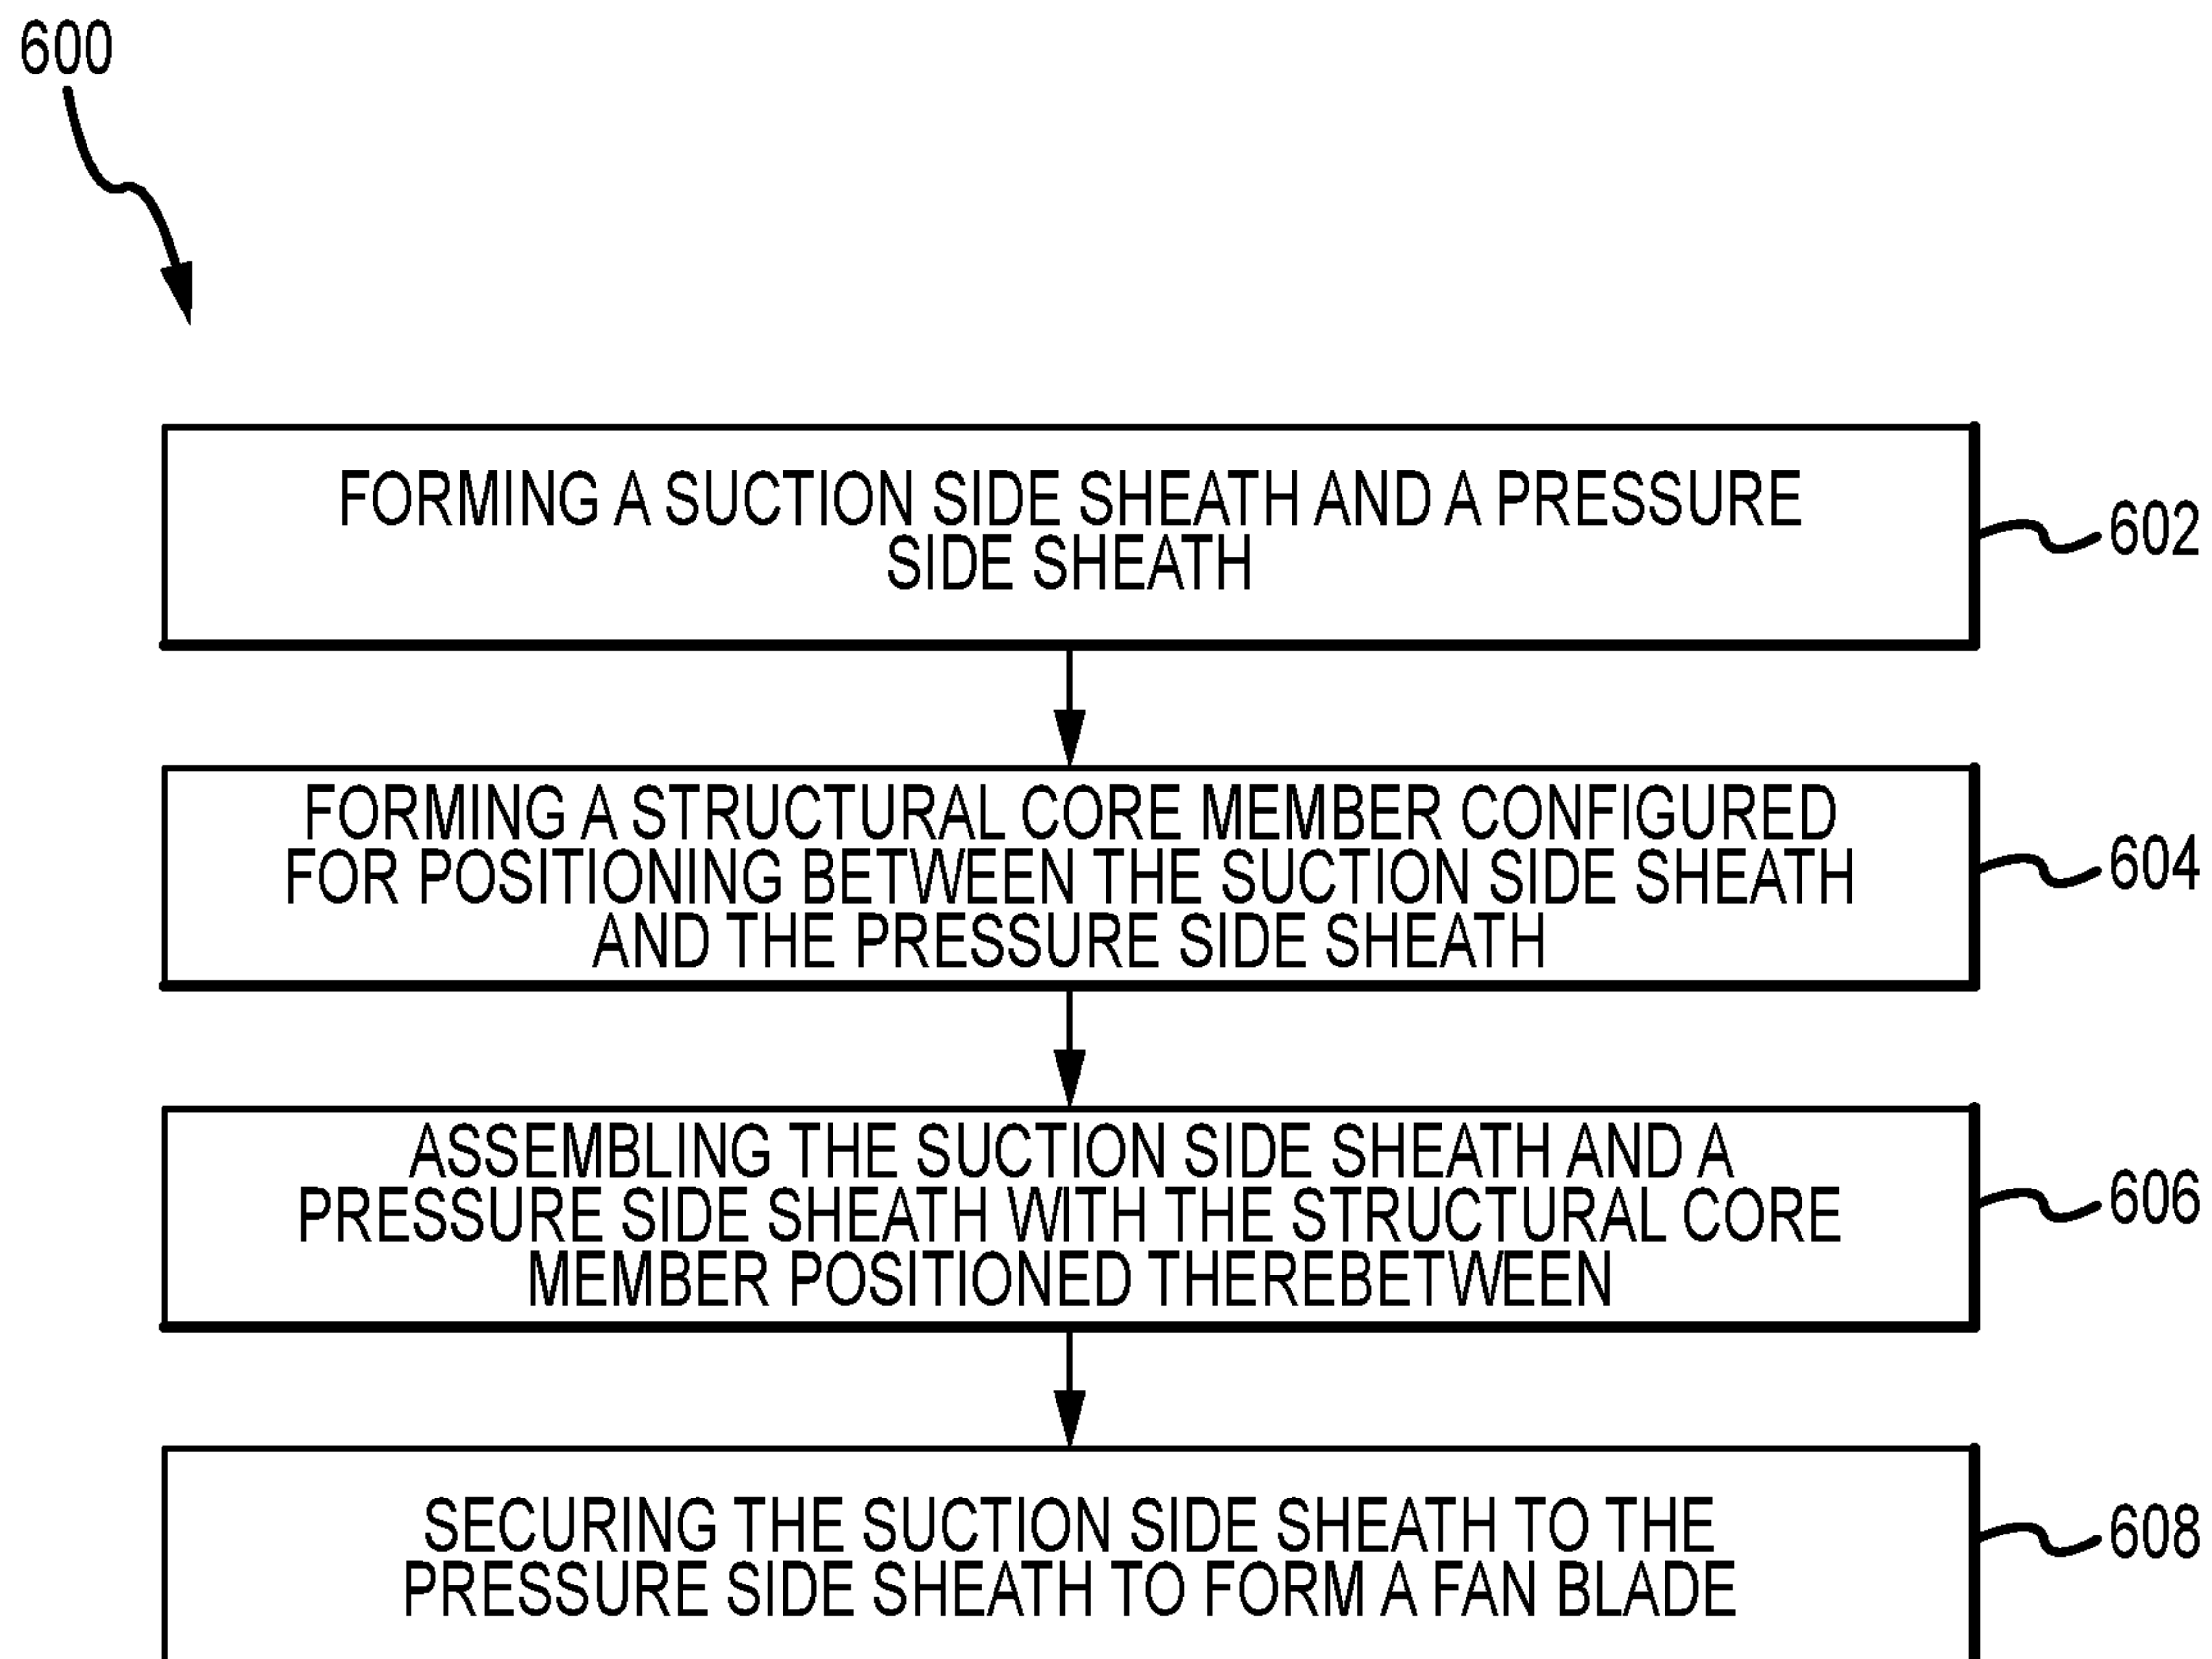 600
FORMING A SUCTION SIDE SHEATH AND A PRESSURE
SIDE SHEATH
602
FORMING A STRUCTURAL CORE MEMBER CONFIGURED
FOR POSITIONING BETWEEN THE SUCTION SIDE SHEATH
AND THE PRESSURE SIDE SHEATH
604
ASSEMBLING THE SUCTION SIDE SHEATH AND A
PRESSURE SIDE SHEATH WITH THE STRUCTURAL CORE
MEMBER POSITIONED THEREBETWEEN
606
SECURING THE SUCTION SIDE SHEATH TO THE
PRESSURE SIDE SHEATH TO FORM A FAN BLADE
608